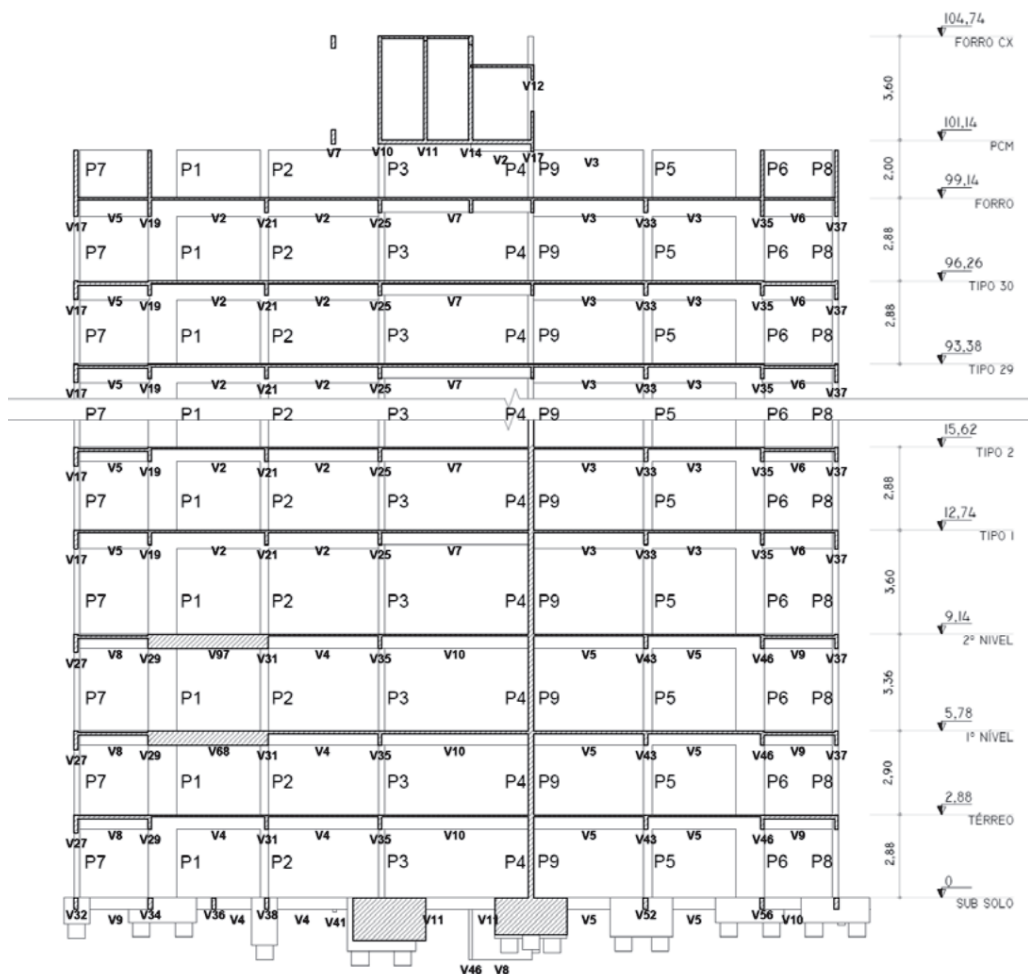 104,74
FORRO CX
V12
3,60
101,14
PCM
V7 V10 V11 V14 V2 V17 V3
P7 P1 P2 P3 P4 P9 P5 P6 P8
2,00
99,14
FORRO
V17 V5 V19 V2 V21 V2 V25 V7 V3 V33 V3 V35 V6 V37
P7 P1 P2 P3 P4 P9 P5 P6 P8
2,88
96,26
TIPO 30
V17 V5 V19 V2 V21 V2 V25 V7 V3 V33 V3 V35 V6 V37
P7 P1 P2 P3 P4 P9 P5 P6 P8
2,88
93,38
TIPO 29
V17 V5 V19 V2 V21 V2 V25 V7 V3 V33 V3 V35 V6 V37
P7 P1 P2 P3 P4 P9 P5 P6 P8
15,62
TIPO 2
V17 V5 V19 V2 V21 V2 V25 V7 V3 V33 V3 V35 V6 V37
P7 P1 P2 P3 P4 P9 P5 P6 P8
2,88
12,74
TIPO 1
V17 V5 V19 V2 V21 V2 V25 V7 V3 V33 V3 V35 V6 V37
P7 P1 P2 P3 P4 P9 P5 P6 P8
3,60
9,14
2º NIVEL
V27 V8 V29 V97 V31 V4 V35 V10 V5 V43 V5 V46 V9 V37
P7 P1 P2 P3 P4 P9 P5 P6 P8
3,36
5,78
1º NÍVEL
V27 V8 V29 V68 V31 V4 V35 V10 V5 V43 V5 V46 V9 V37
P7 P1 P2 P3 P4 P9 P5 P6 P8
2,90
2,88
TÉRREO
V27 V8 V29 V4 V31 V4 V35 V10 V5 V43 V5 V46 V9 V37
P7 P1 P2 P3 P4 P9 P5 P6 P8
2,88
0
SUB SOLO
V32 V9 V34 V36 V4 V38 V4 V41 V11 V11 V5 V52 V5 V56 V10
V46 V8